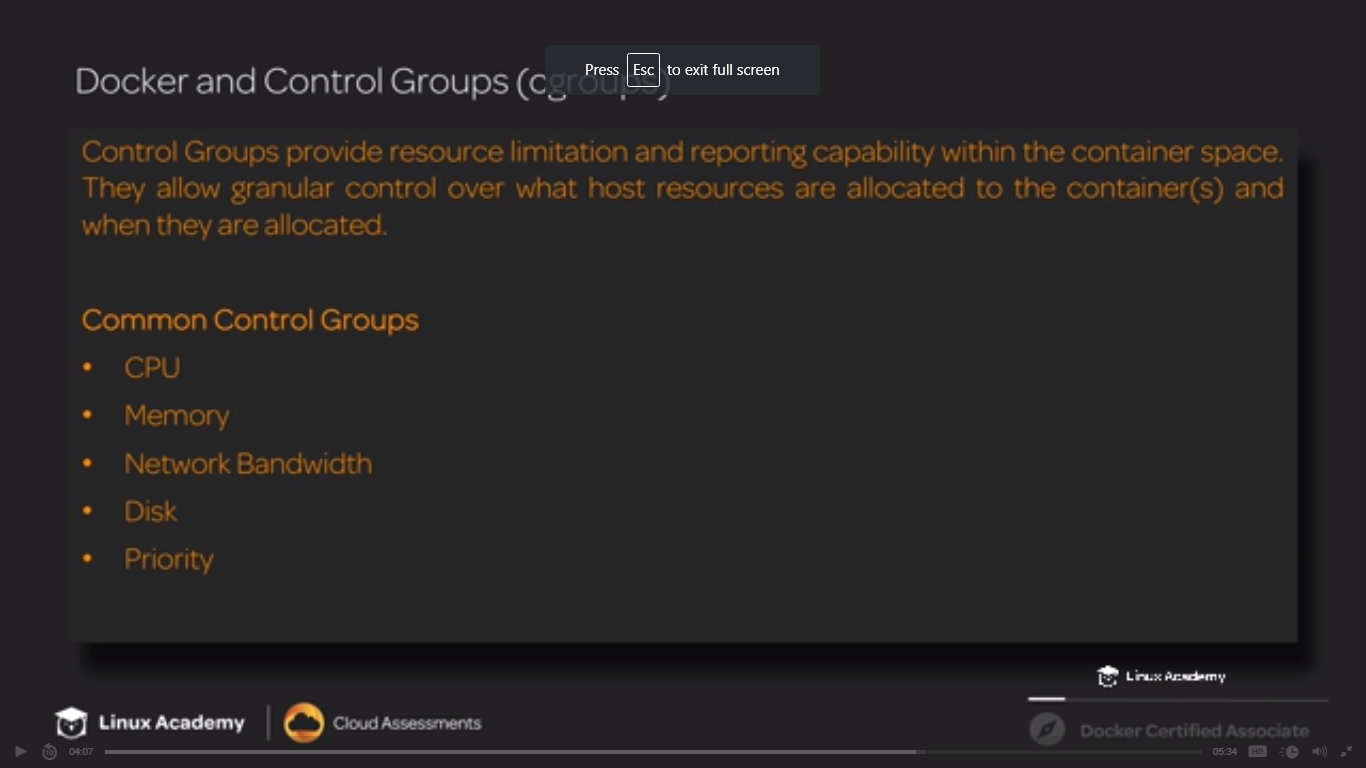 Press Esc to exit full screen
Docker and Control Groups (cgroups)
Control Groups provide resource limitation and reporting capability within the container space.
They allow granular control over what host resources are allocated to the container(s) and
when they are allocated.
Common Control Groups
• CPU
• Memory
• Network Bandwidth
• Disk
• Priority
Linux Academy
Linux Academy
Cloud Assessments
Docker Certified Associate
10
04:07
05:34
HD